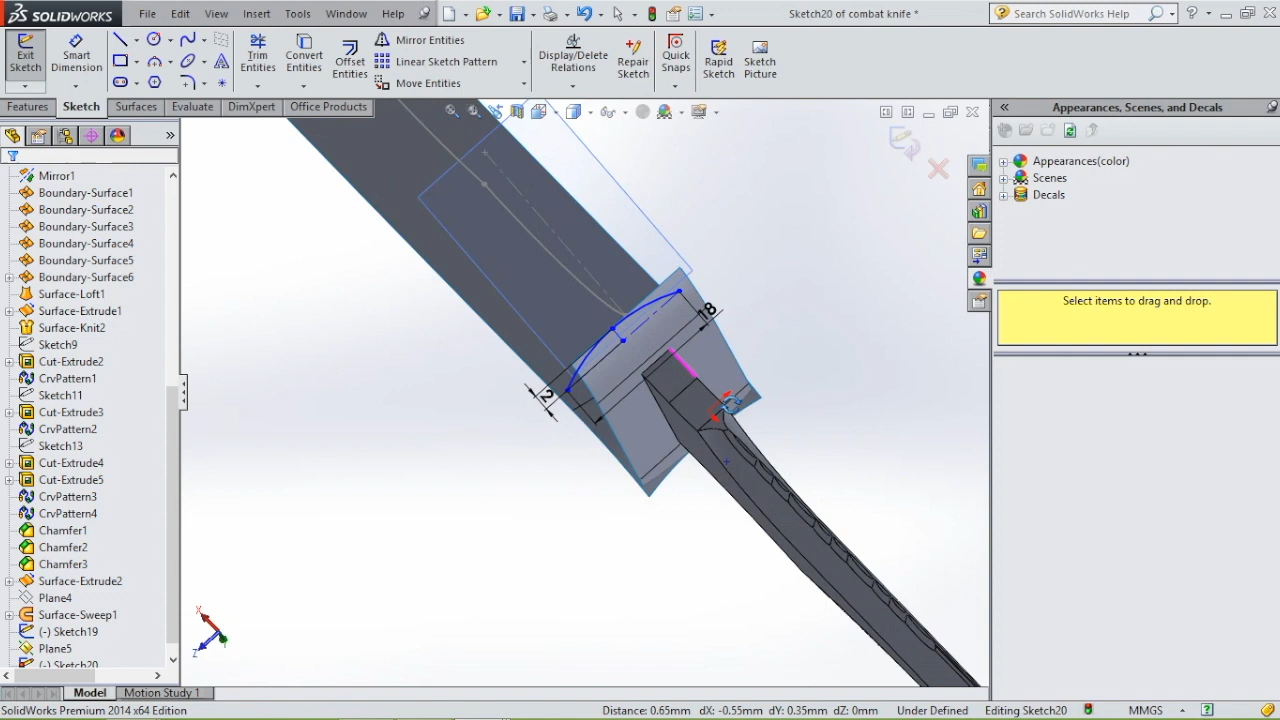 SOLIDWORKS File Edit View Insert Tools Window Help Sketch20 of combat knife * Search SolidWorks Help
Exit Sketch
Smart Dimension
Trim Entities
Convert Entities
Offset Entities
Mirror Entities
Linear Sketch Pattern
Move Entities
Display/Delete Relations
Repair Sketch
Quick Snaps
Rapid Sketch
Sketch Picture
Features Sketch Surfaces Evaluate DimXpert Office Products
Appearances, Scenes, and Decals
Mirror1
Boundary-Surface1
Boundary-Surface2
Boundary-Surface3
Boundary-Surface4
Boundary-Surface5
Boundary-Surface6
Surface-Loft1
Surface-Extrude1
Surface-Knit2
Sketch9
Cut-Extrude2
CrvPattern1
Sketch11
Cut-Extrude3
CrvPattern2
Sketch13
Cut-Extrude4
Cut-Extrude5
CrvPattern3
CrvPattern4
Chamfer1
Chamfer2
Chamfer3
Surface-Extrude2
Plane4
Surface-Sweep1
(-) Sketch19
Plane5
(-) Sketch20
18
2
X
Z
Y
Appearances(color)
Scenes
Decals
Select items to drag and drop.
Model Motion Study 1
SolidWorks Premium 2014 x64 Edition Distance: 0.65mm dX: -0.55mm dY: 0.35mm dZ: 0mm Under Defined Editing Sketch20 MMGS